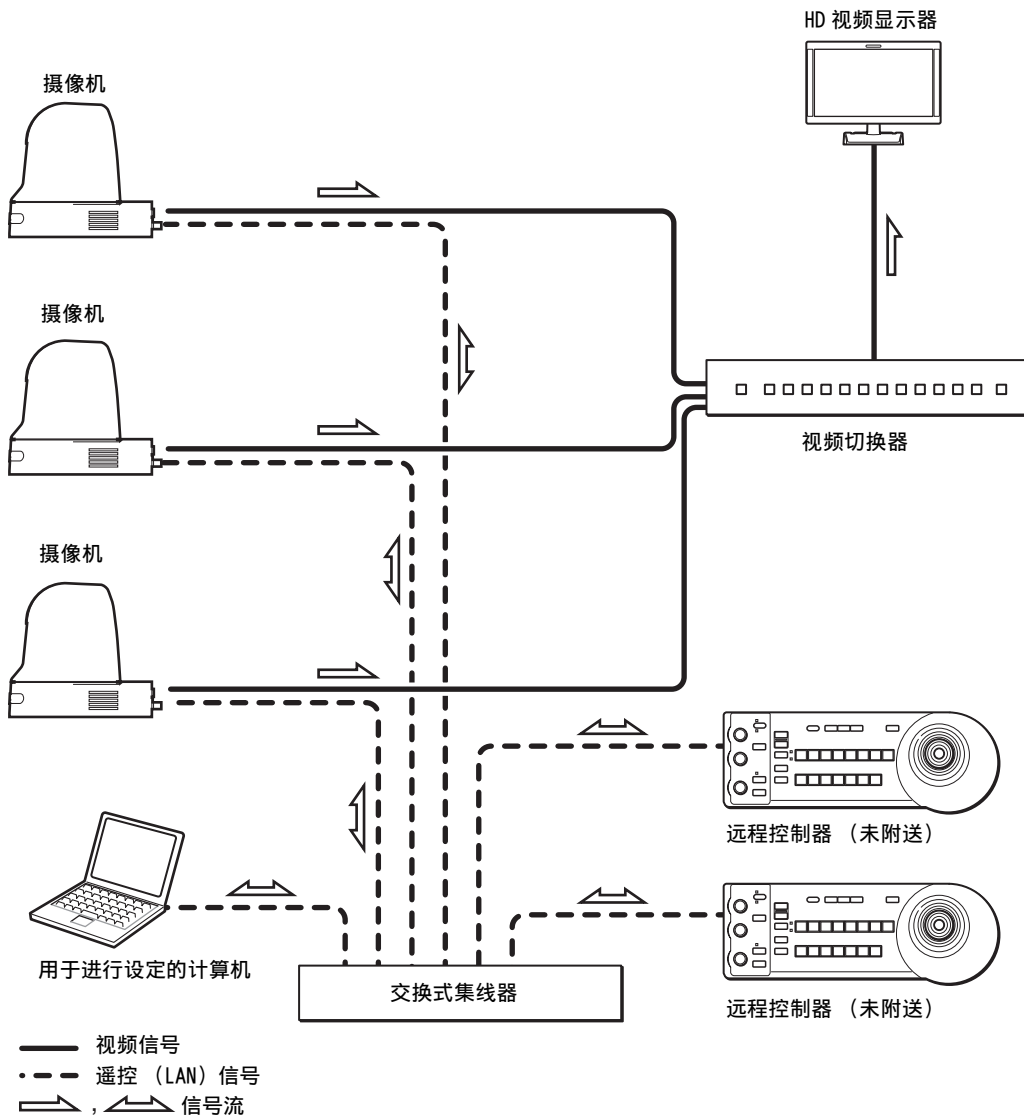 HD 视频显示器
摄像机
摄像机
视频切换器
摄像机
远程控制器 （未附送）
用于进行设定的计算机
交换式集线器
远程控制器 （未附送）
视频信号
遥控 （LAN）信号
, 信号流